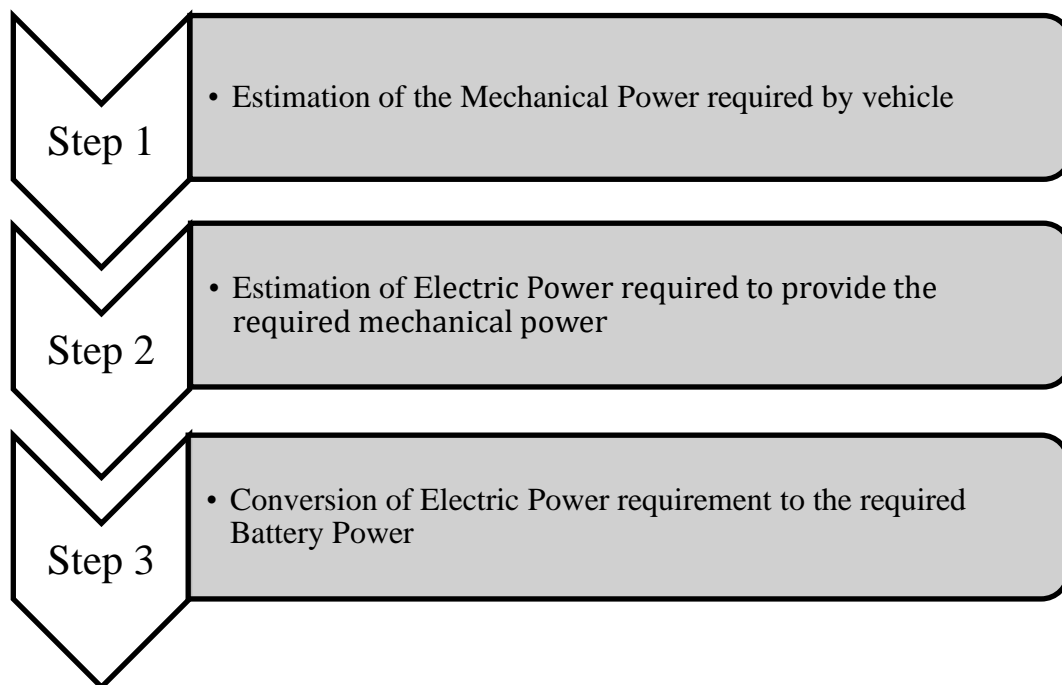 Step 1
• Estimation of the Mechanical Power required by vehicle
Step 2
• Estimation of Electric Power required to provide the
required mechanical power
Step 3
• Conversion of Electric Power requirement to the required
Battery Power